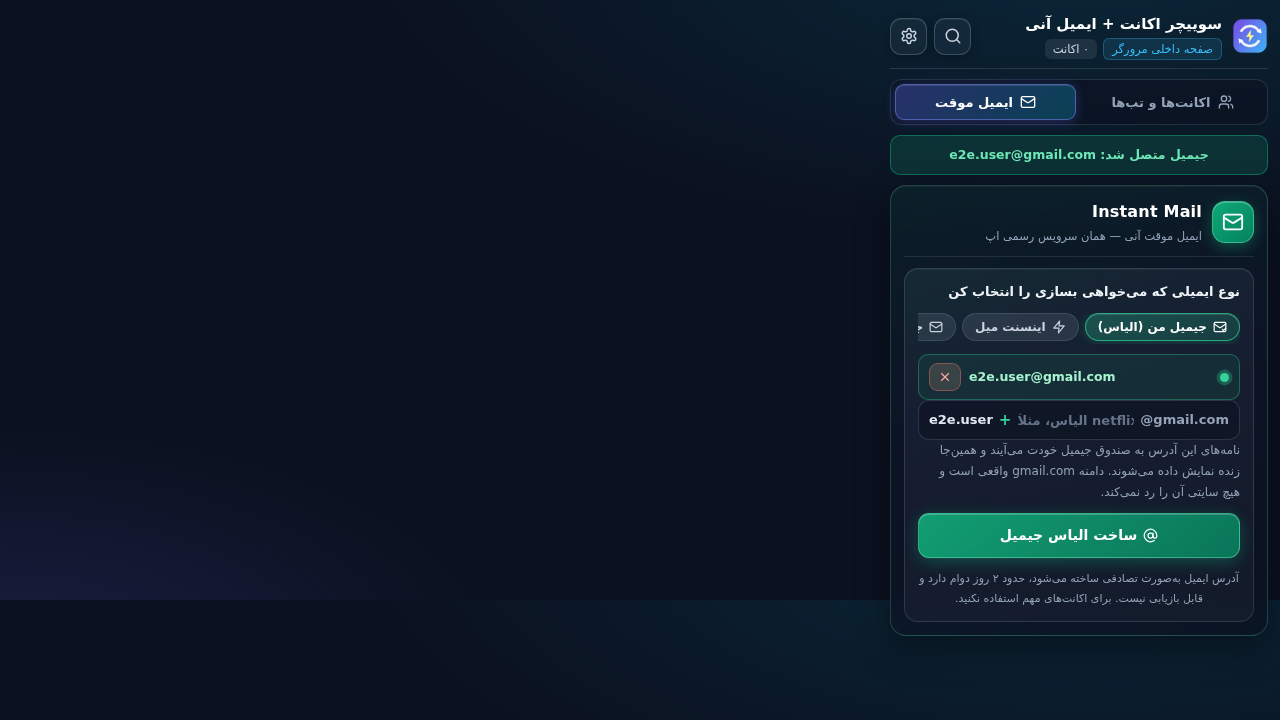 سوییچر اکانت + ایمیل آنی
صفحه داخلی مرورگر
۰ اکانت
اکانت‌ها و تب‌ها
ایمیل موقت
جیمیل متصل شد: e2e.user@gmail.com
Instant Mail
ایمیل موقت آنی — همان سرویس رسمی اپ
نوع ایمیلی که می‌خواهی بسازی را انتخاب کن
جیمیل من (الیاس)
اینستنت میل
e2e.user@gmail.com
e2e.user + الیاس، مثلاً netflix @gmail.com
نامه‌های این آدرس به صندوق جیمیل خودت می‌آیند و همین‌جا
زنده نمایش داده می‌شوند. دامنه gmail.com واقعی است و
هیچ سایتی آن را رد نمی‌کند.
ساخت الیاس جیمیل
آدرس ایمیل به‌صورت تصادفی ساخته می‌شود، حدود ۲ روز دوام دارد و
قابل بازیابی نیست. برای اکانت‌های مهم استفاده نکنید.